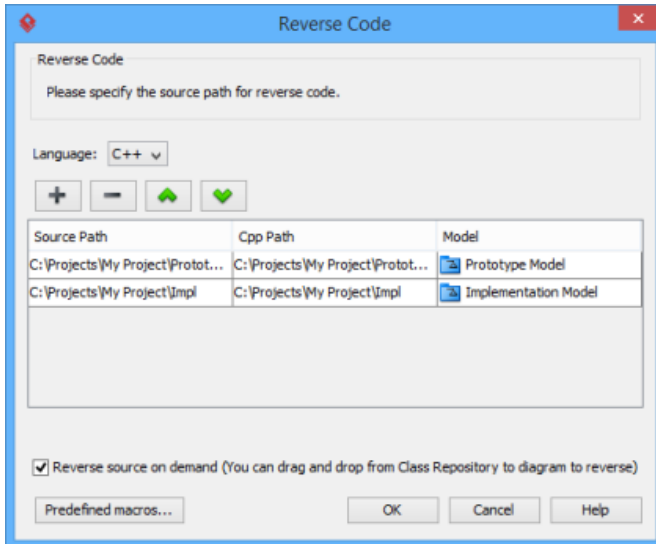 Reverse Code
Reverse Code
Please specify the source path for reverse code.
Language: C++
Source Path Cpp Path Model
C:\Projects\My Project\Protot... C:\Projects\My Project\Protot... Prototype Model
C:\Projects\My Project\Impl C:\Projects\My Project\Impl Implementation Model
Reverse source on demand (You can drag and drop from Class Repository to diagram to reverse)
Predefined macros... OK Cancel Help